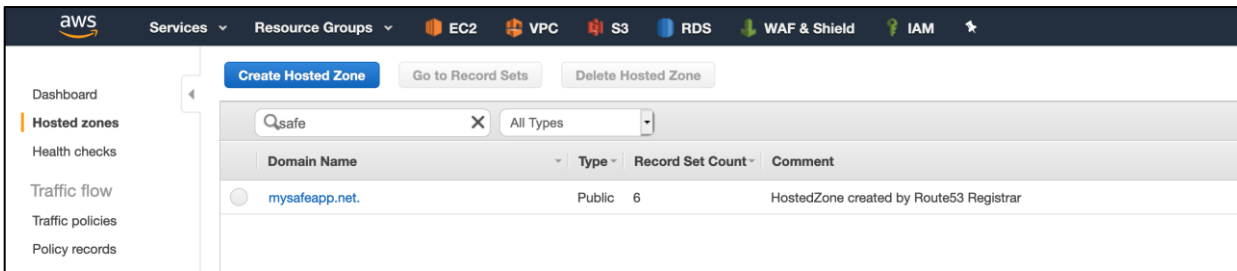 aws Services Resource Groups EC2 VPC S3 RDS WAF & Shield IAM
Create Hosted Zone Go to Record Sets Delete Hosted Zone
Dashboard
Hosted zones
Health checks
Traffic flow
Traffic policies
Policy records
safe All Types
Domain Name Type Record Set Count Comment
mysafeapp.net. Public 6 HostedZone created by Route53 Registrar